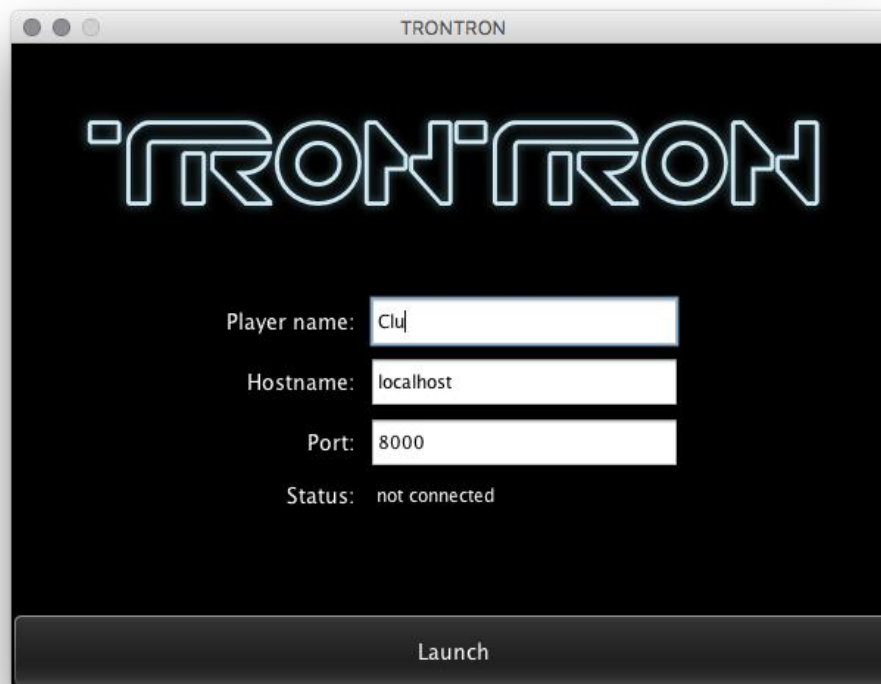 TRONTRON
TRONTRON
Player name: Clu
Hostname: localhost
Port: 8000
Status: not connected
Launch